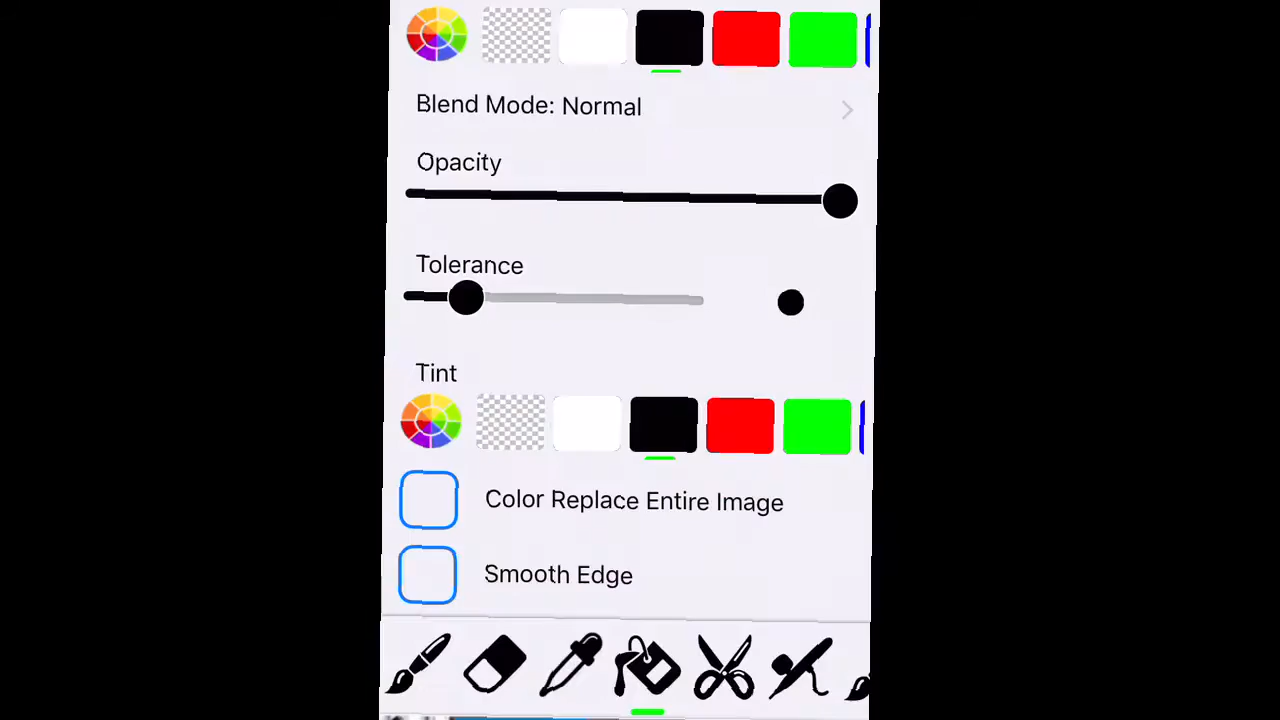 Blend Mode: Normal
Opacity
Tolerance
Tint
Color Replace Entire Image
Smooth Edge